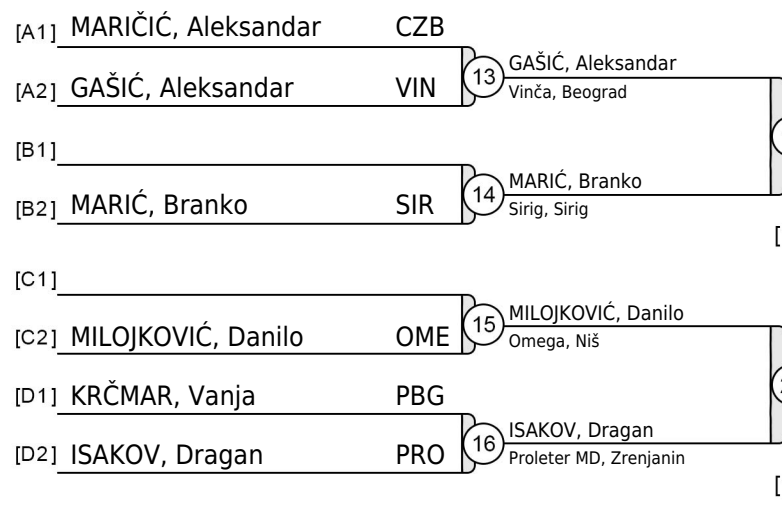 [A1] MARIČIĆ, Aleksandar CZB
GAŠIĆ, Aleksandar
13
[A2] GAŠIĆ, Aleksandar VIN
Vinča, Beograd
[B1]
MARIĆ, Branko
14
[B2] MARIĆ, Branko SIR
Sirig, Sirig
[
[C1]
MILOJKOVIĆ, Danilo
15
[C2] MILOJKOVIĆ, Danilo OME
Omega, Niš
[D1] KRČMAR, Vanja PBG
ISAKOV, Dragan
16
[D2] ISAKOV, Dragan PRO
Proleter MD, Zrenjanin
[